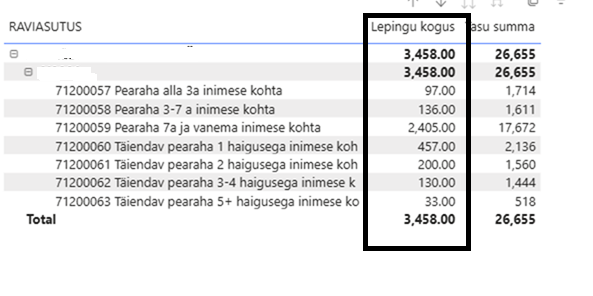 RAVIASUTUS Lepingu kogus asu summa
3,458.00 26,655
3,458.00 26,655
71200057 Pearaha alla 3a inimese kohta 97.00 1,714
71200058 Pearaha 3-7 a inimese kohta 136.00 1,611
71200059 Pearaha 7a ja vanema inimese kohta 2,405.00 17,672
71200060 Täiendav pearaha 1 haigusega inimese koh 457.00 2,136
71200061 Täiendav pearaha 2 haigusega inimese koh 200.00 1,560
71200062 Täiendav pearaha 3-4 haigusega inimese k 130.00 1,444
71200063 Täiendav pearaha 5+ haigusega inimese ko 33.00 518
Total 3,458.00 26,655